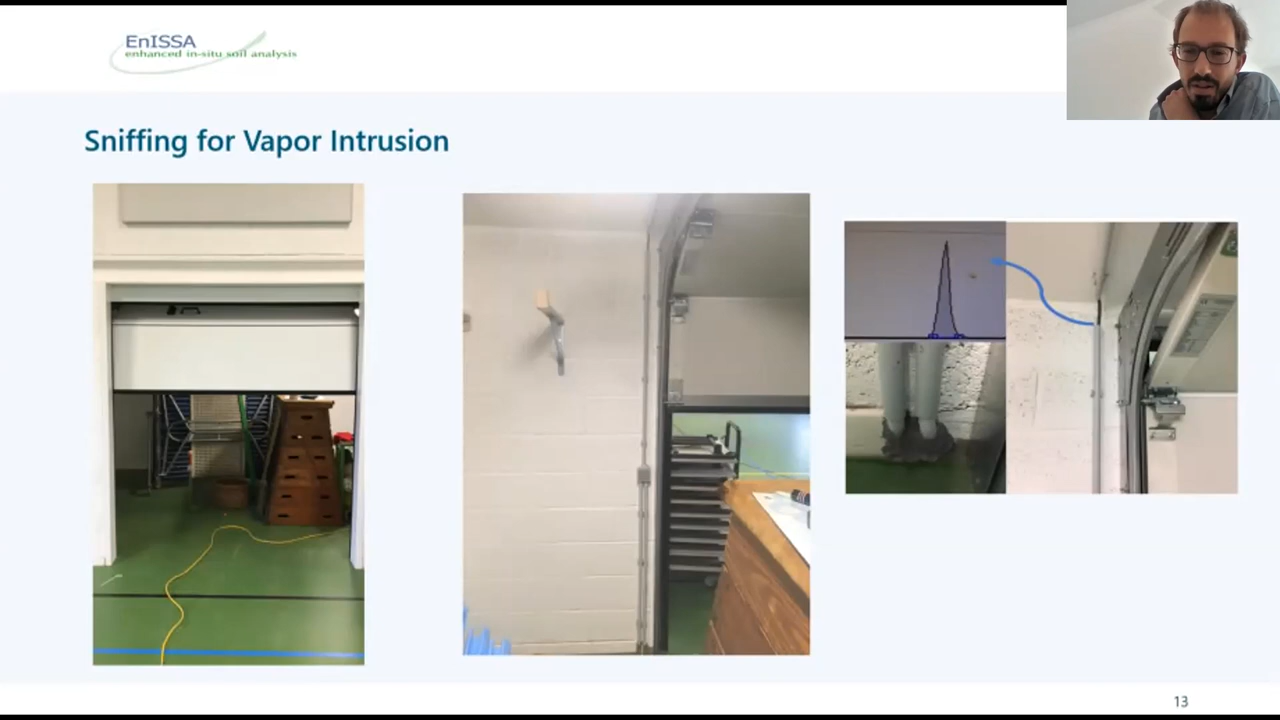 EnISSA
enhanced in-situ soil analysis
Sniffing for Vapor Intrusion
13